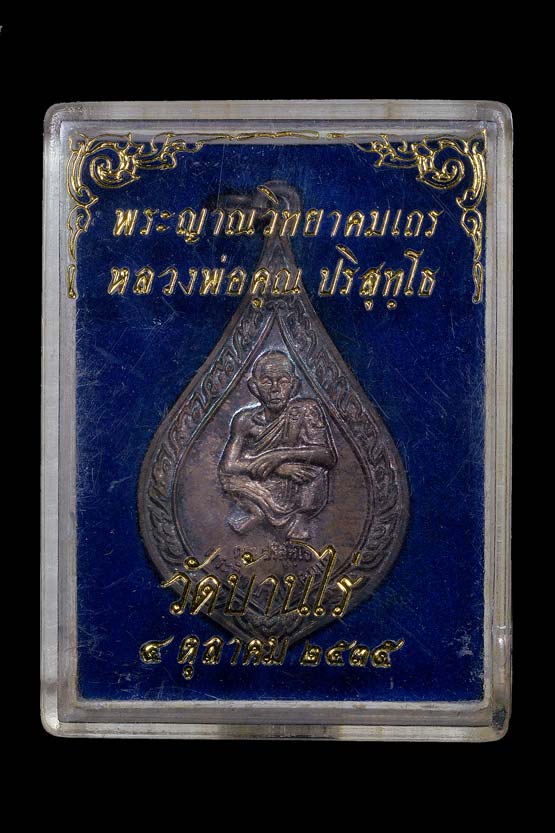 พระญาณวิทยาคมเถร
หลวงพ่อคูณ ปริสุทฺโธ
วัดบ้านไร่
๔ ตุลาคม ๒๕๓๕